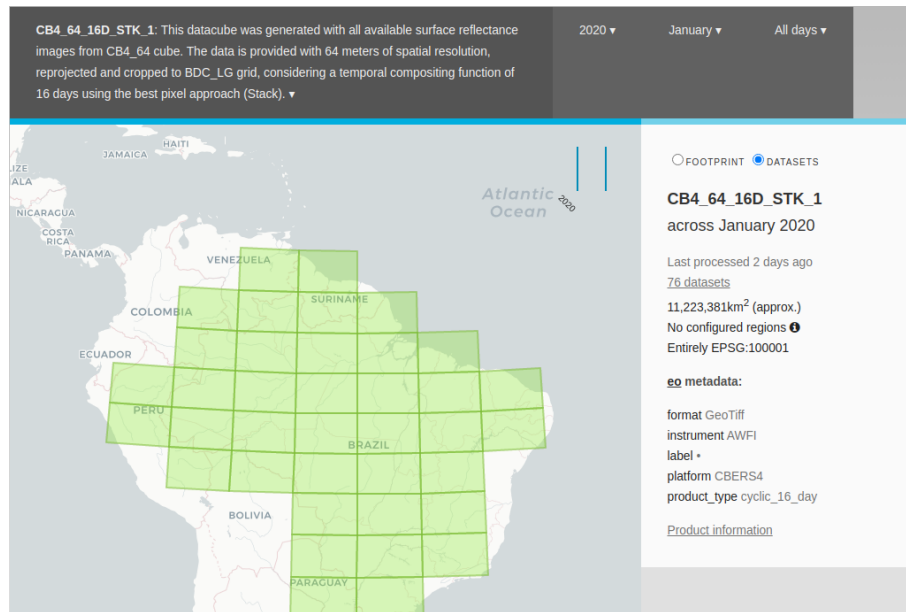 CB4_64_16D_STK_1: This datacube was generated with all available surface reflectance
images from CB4_64 cube. The data is provided with 64 meters of spatial resolution,
reprojected and cropped to BDC_LG grid, considering a temporal compositing function of
16 days using the best pixel approach (Stack). ▾
2020 ▾
January ▾
All days ▾
HAITI
JAMAICA
IZE
ALA
NICARAGUA
COSTA
RICA
PANAMA
VENEZUELA
SURINAME
COLOMBIA
ECUADOR
PERU
BRAZIL
BOLIVIA
PARAGUAY
Atlantic
Ocean
2020
FOOTPRINT DATASETS
CB4_64_16D_STK_1
across January 2020
Last processed 2 days ago
76 datasets
11,223,381km² (approx.)
No configured regions
Entirely EPSG:100001
eo metadata:
format GeoTiff
instrument AWFI
label •
platform CBERS4
product_type cyclic_16_day
Product information